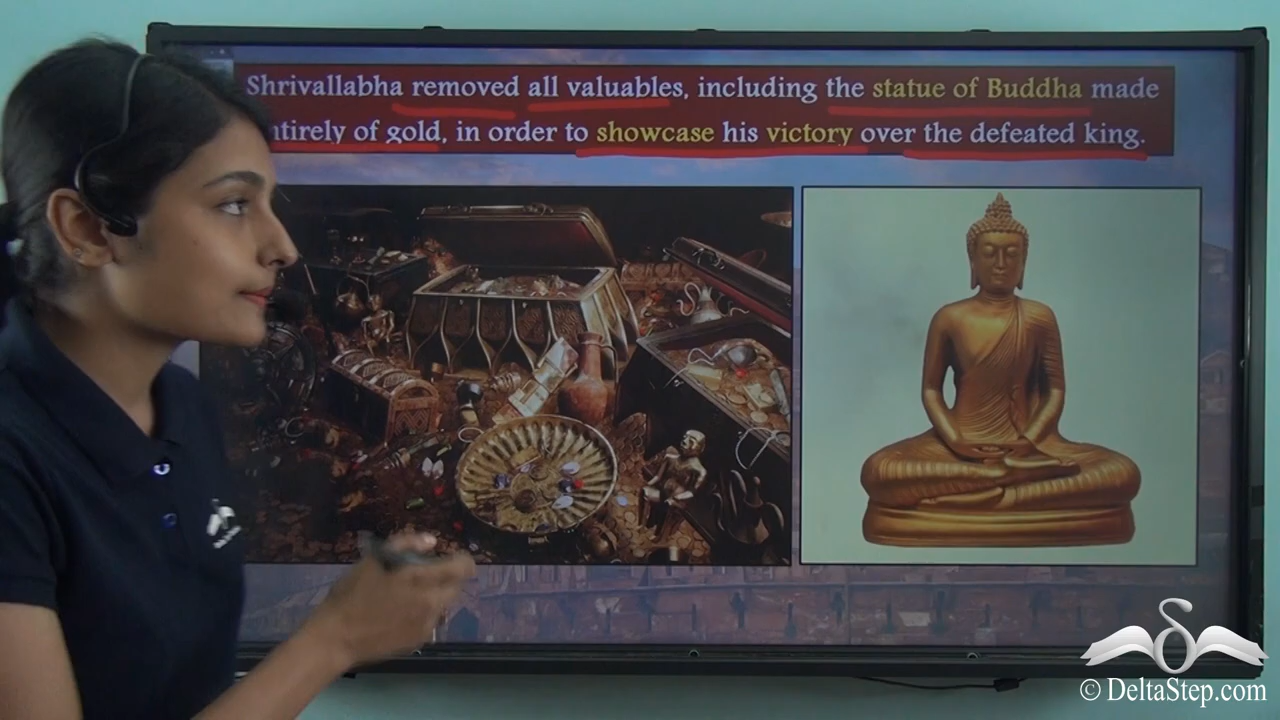 Shrivallabha removed all valuables, including the statue of Buddha made
ntirely of gold, in order to showcase his victory over the defeated king.
© DeltaStep.com